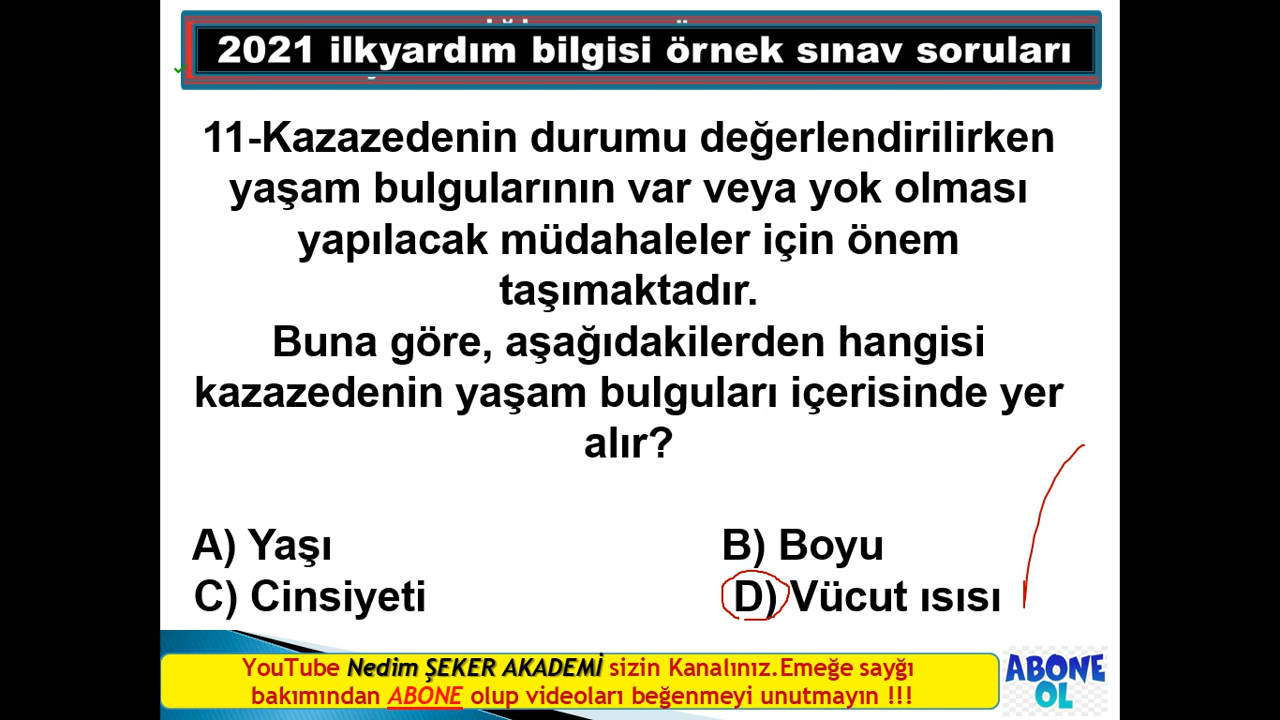 2021 ilkyardım bilgisi örnek sınav soruları
11-Kazazedenin durumu değerlendirilirken
yaşam bulgularının var veya yok olması
yapılacak müdahaleler için önem
taşımaktadır.
Buna göre, aşağıdakilerden hangisi
kazazedenin yaşam bulguları içerisinde yer
alır?
A) Yaşı B) Boyu
C) Cinsiyeti D) Vücut ısısı
YouTube Nedim ŞEKER AKADEMİ sizin Kanalınız.Emeğe sayğı
bakımından ABONE olup videoları beğenmeyi unutmayın !!!
ABONE
OL